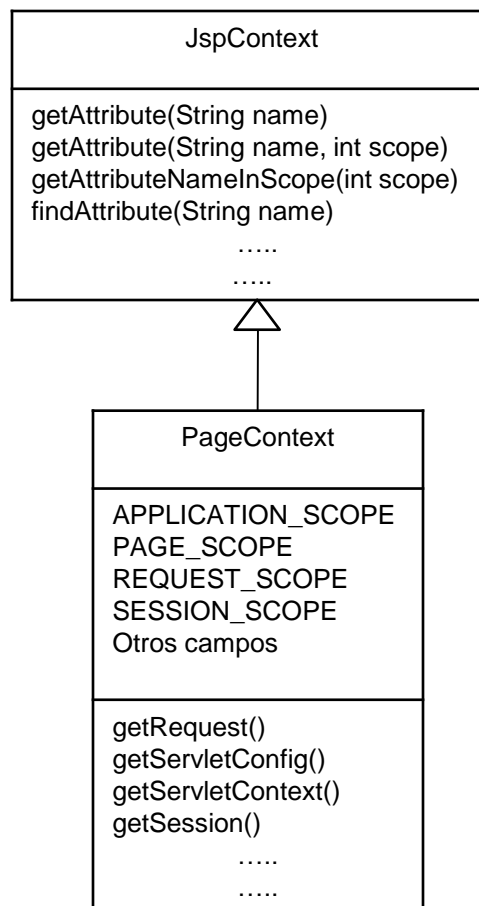 JspContext
getAttribute(String name)
getAttribute(String name, int scope)
getAttributeNameInScope(int scope)
findAttribute(String name)
…..
…..
PageContext
APPLICATION_SCOPE
PAGE_SCOPE
REQUEST_SCOPE
SESSION_SCOPE
Otros campos
getRequest()
getServletConfig()
getServletContext()
getSession()
…..
…..